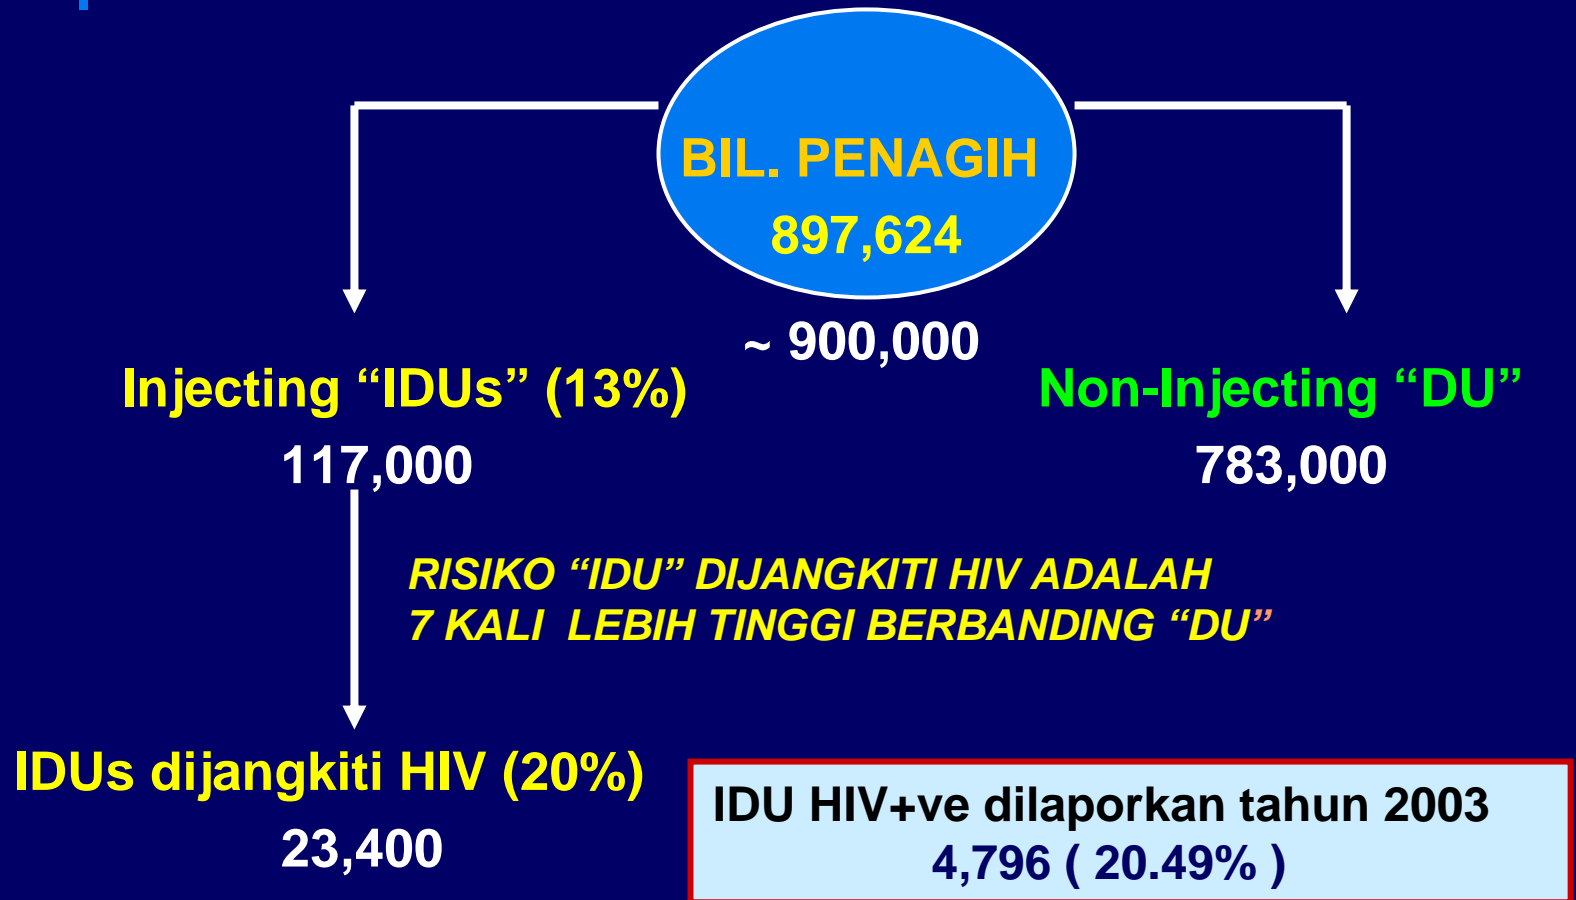 BIL. PENAGIH
897,624
~ 900,000
Injecting “IDUs” (13%)
117,000
Non-Injecting “DU”
783,000
RISIKO “IDU” DIJANGKITI HIV ADALAH
7 KALI LEBIH TINGGI BERBANDING “DU”
IDUs dijangkiti HIV (20%)
23,400
IDU HIV+ve dilaporkan tahun 2003
4,796 ( 20.49% )